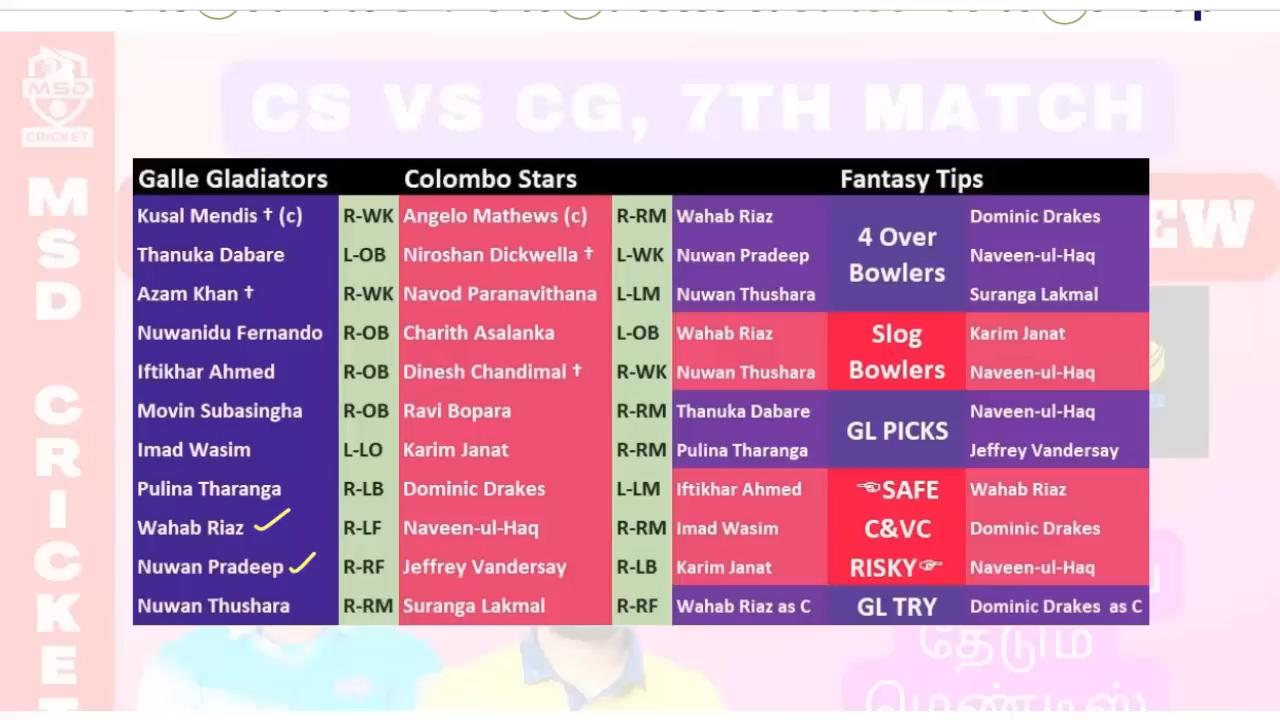 MSD
CRICKET
MSD CRICKET
CS VS CG, 7TH MATCH
EW
Galle Gladiators Colombo Stars Fantasy Tips
Kusal Mendis † (c) R-WK Angelo Mathews (c) R-RM Wahab Riaz 4 Over Bowlers Dominic Drakes
Thanuka Dabare L-OB Niroshan Dickwella † L-WK Nuwan Pradeep Naveen-ul-Haq
Azam Khan † R-WK Navod Paranavithana L-LM Nuwan Thushara Suranga Lakmal
Nuwanidu Fernando R-OB Charith Asalanka L-OB Wahab Riaz Slog Bowlers Karim Janat
Iftikhar Ahmed R-OB Dinesh Chandimal † R-WK Nuwan Thushara Naveen-ul-Haq
Movin Subasingha R-OB Ravi Bopara R-RM Thanuka Dabare GL PICKS Naveen-ul-Haq
Imad Wasim L-LO Karim Janat R-RM Pulina Tharanga Jeffrey Vandersay
Pulina Tharanga R-LB Dominic Drakes L-LM Iftikhar Ahmed ☜SAFE Wahab Riaz
Wahab Riaz R-LF Naveen-ul-Haq R-RM Imad Wasim C&VC Dominic Drakes
Nuwan Pradeep R-RF Jeffrey Vandersay R-LB Karim Janat RISKY☞ Naveen-ul-Haq
Nuwan Thushara R-RM Suranga Lakmal R-RF Wahab Riaz as C GL TRY Dominic Drakes as C
தேடும்